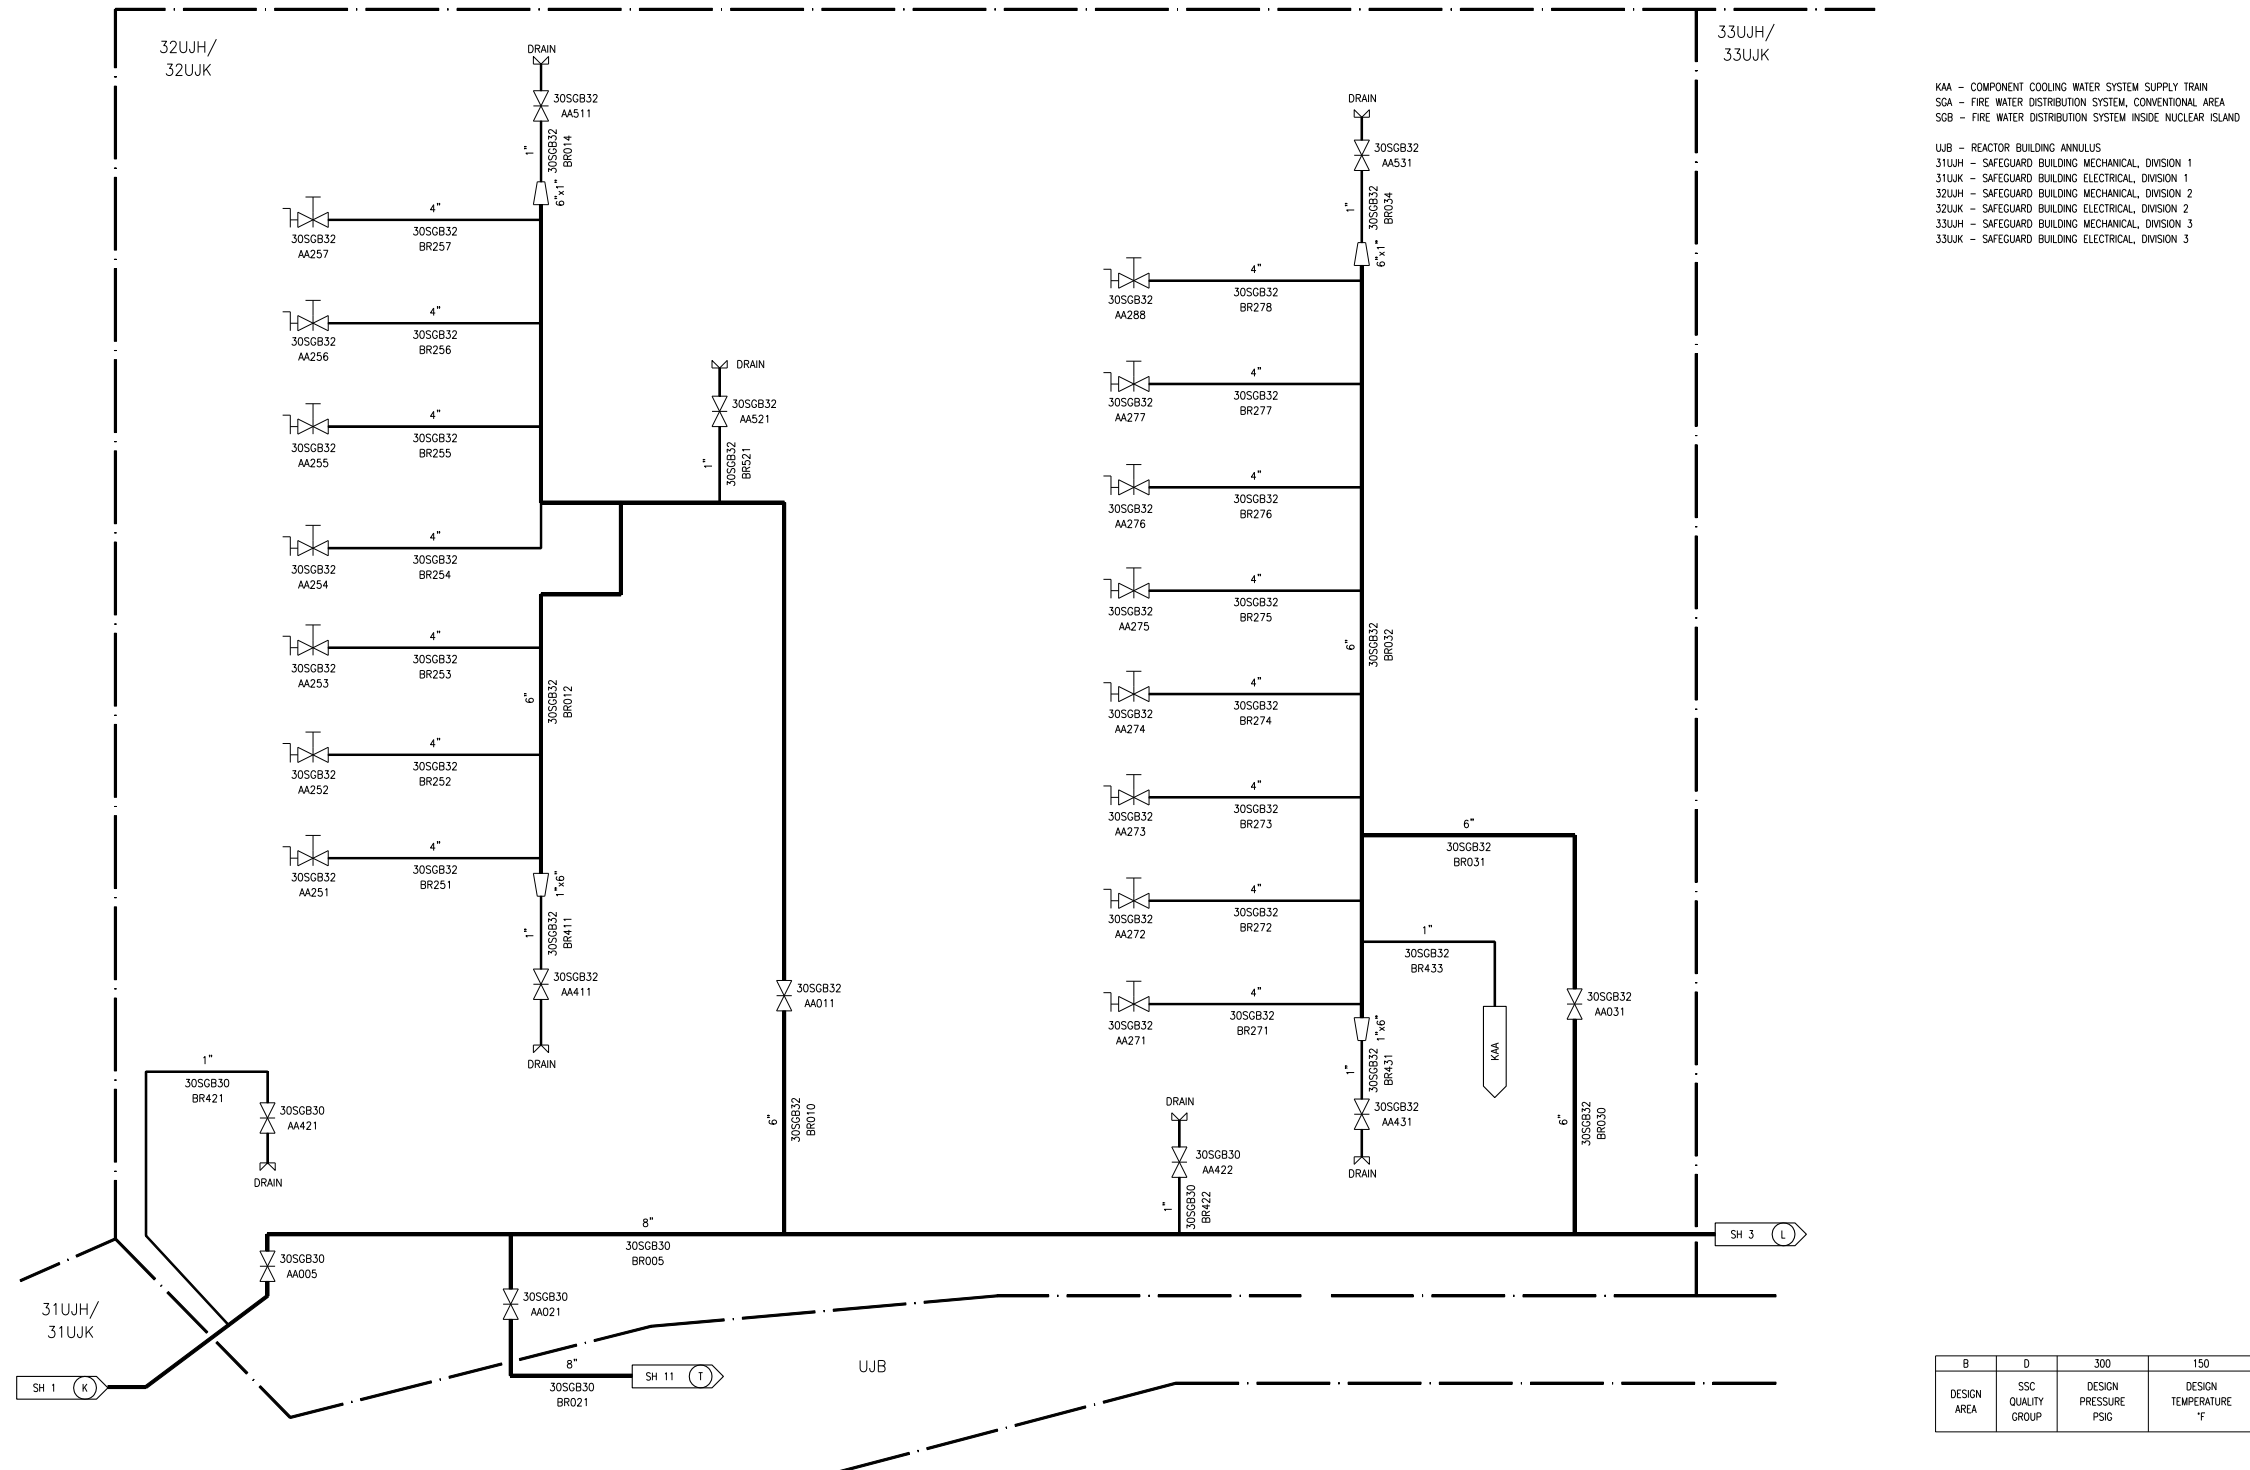 32UJH/
32UJK
33UJH/
33UJK
KAA - COMPONENT COOLING WATER SYSTEM SUPPLY TRAIN
SGA - FIRE WATER DISTRIBUTION SYSTEM, CONVENTIONAL AREA
SGB - FIRE WATER DISTRIBUTION SYSTEM INSIDE NUCLEAR ISLAND
UJB - REACTOR BUILDING ANNULUS
31UJH - SAFEGUARD BUILDING MECHANICAL, DIVISION 1
31UJK - SAFEGUARD BUILDING ELECTRICAL, DIVISION 1
32UJH - SAFEGUARD BUILDING MECHANICAL, DIVISION 2
32UJK - SAFEGUARD BUILDING ELECTRICAL, DIVISION 2
33UJH - SAFEGUARD BUILDING MECHANICAL, DIVISION 3
33UJK - SAFEGUARD BUILDING ELECTRICAL, DIVISION 3
DRAIN
30SGB32
AA511
1"
30SGB32
BR014
6"x1"
4"
30SGB32
BR257
30SGB32
AA257
4"
30SGB32
BR256
30SGB32
AA256
4"
30SGB32
BR255
30SGB32
AA255
4"
30SGB32
BR254
30SGB32
AA254
4"
30SGB32
BR253
30SGB32
AA253
6"
30SGB32
BR012
4"
30SGB32
BR252
30SGB32
AA252
4"
30SGB32
BR251
30SGB32
AA251
1"x6"
1"
30SGB32
BR411
30SGB32
AA411
DRAIN
DRAIN
30SGB32
AA521
1"
30SGB32
BR521
30SGB32
AA011
6"
30SGB32
BR010
DRAIN
30SGB32
AA531
1"
30SGB32
BR034
6"x1"
4"
30SGB32
BR278
30SGB32
AA288
4"
30SGB32
BR277
30SGB32
AA277
4"
30SGB32
BR276
30SGB32
AA276
4"
30SGB32
BR275
30SGB32
AA275
6"
30SGB32
BR032
4"
30SGB32
BR274
30SGB32
AA274
4"
30SGB32
BR273
30SGB32
AA273
6"
30SGB32
BR031
4"
30SGB32
BR272
30SGB32
AA272
1"
30SGB32
BR433
KAA
4"
30SGB32
BR271
30SGB32
AA271
1"x6"
1"
30SGB32
BR431
30SGB32
AA431
DRAIN
30SGB32
AA031
6"
30SGB32
BR030
1"
30SGB30
BR421
30SGB30
AA421
DRAIN
DRAIN
30SGB30
AA422
1"
30SGB30
BR422
8"
30SGB30
BR005
SH 3 L
30SGB30
AA005
30SGB30
AA021
31UJH/
31UJK
SH 1 K
8"
30SGB30
BR021
SH 11 T
UJB
B D 300 150
DESIGN
AREA
SSC
QUALITY
GROUP
DESIGN
PRESSURE
PSIG
DESIGN
TEMPERATURE
°F